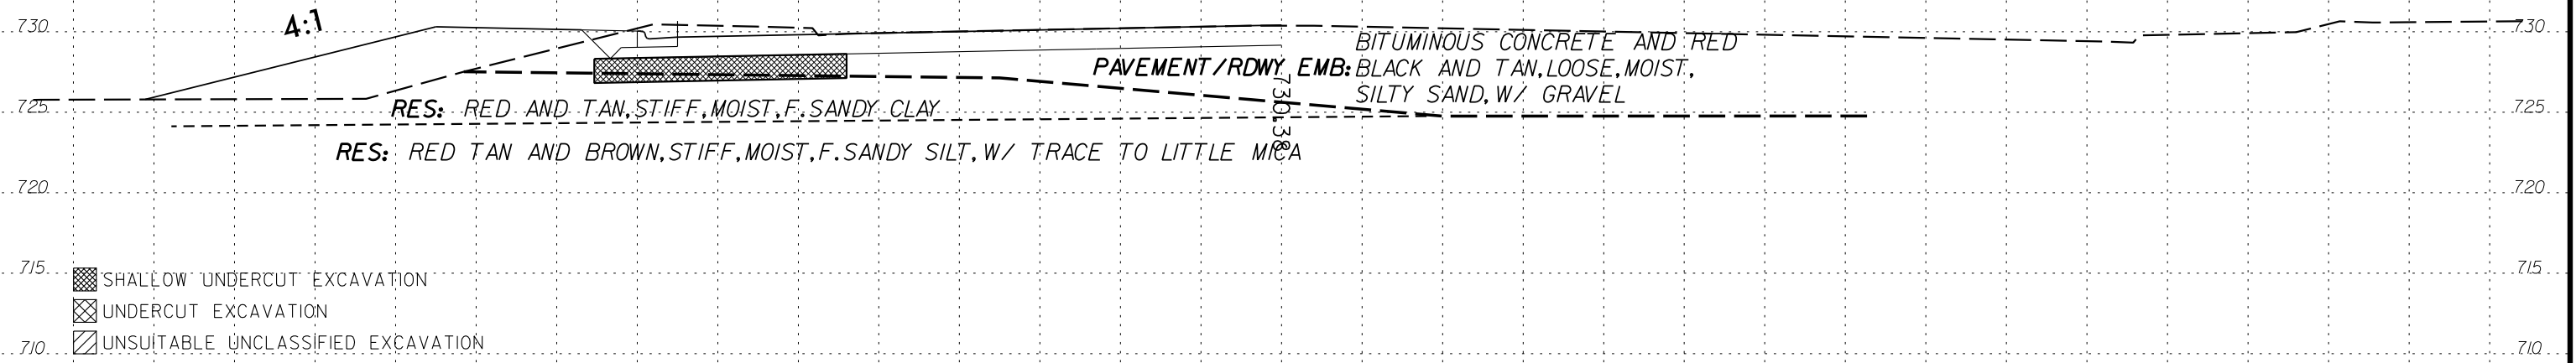 730
4:1
730
BITUMINOUS CONCRETE AND RED
PAVEMENT/RDWY EMB: BLACK AND TAN, LOOSE, MOIST,
SILTY SAND, W/ GRAVEL
725
RES: RED AND TAN, STIFF, MOIST, F. SANDY CLAY
730.38
725
RES: RED TAN AND BROWN, STIFF, MOIST, F. SANDY SILT, W/ TRACE TO LITTLE MICA
720
720
715
715
SHALLOW UNDERCUT EXCAVATION
UNDERCUT EXCAVATION
UNSUITABLE UNCLASSIFIED EXCAVATION
710
710